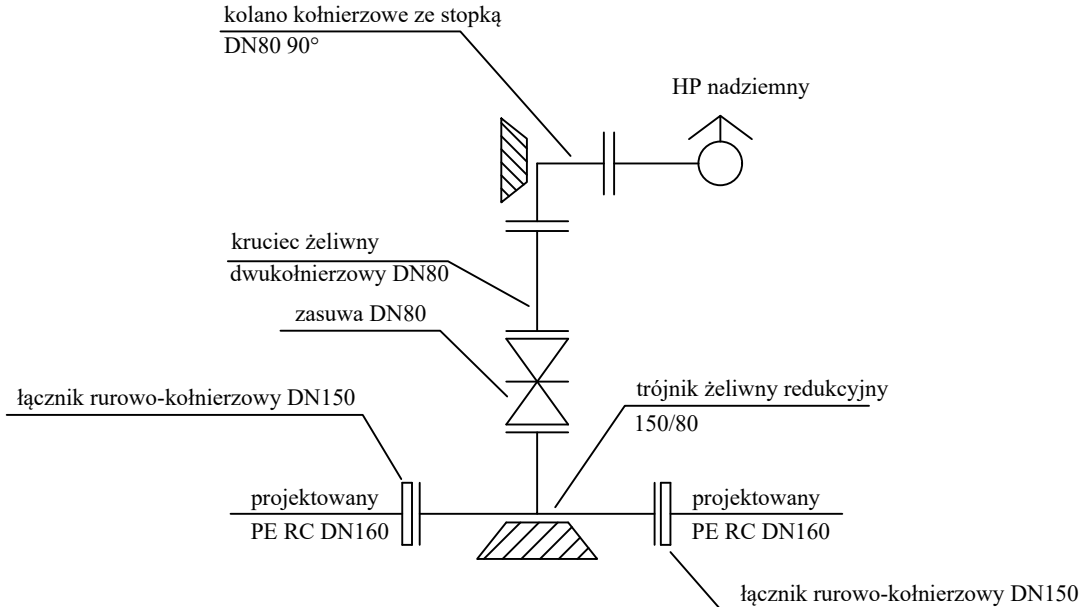 kolano kołnierzowe ze stopką
DN80 90°
HP nadziemny
kruciec żeliwny
dwukołnierzowy DN80
zasuwa DN80
łącznik rurowo-kołnierzowy DN150
trójnik żeliwny redukcyjny
150/80
projektowany
PE RC DN160
projektowany
PE RC DN160
łącznik rurowo-kołnierzowy DN150